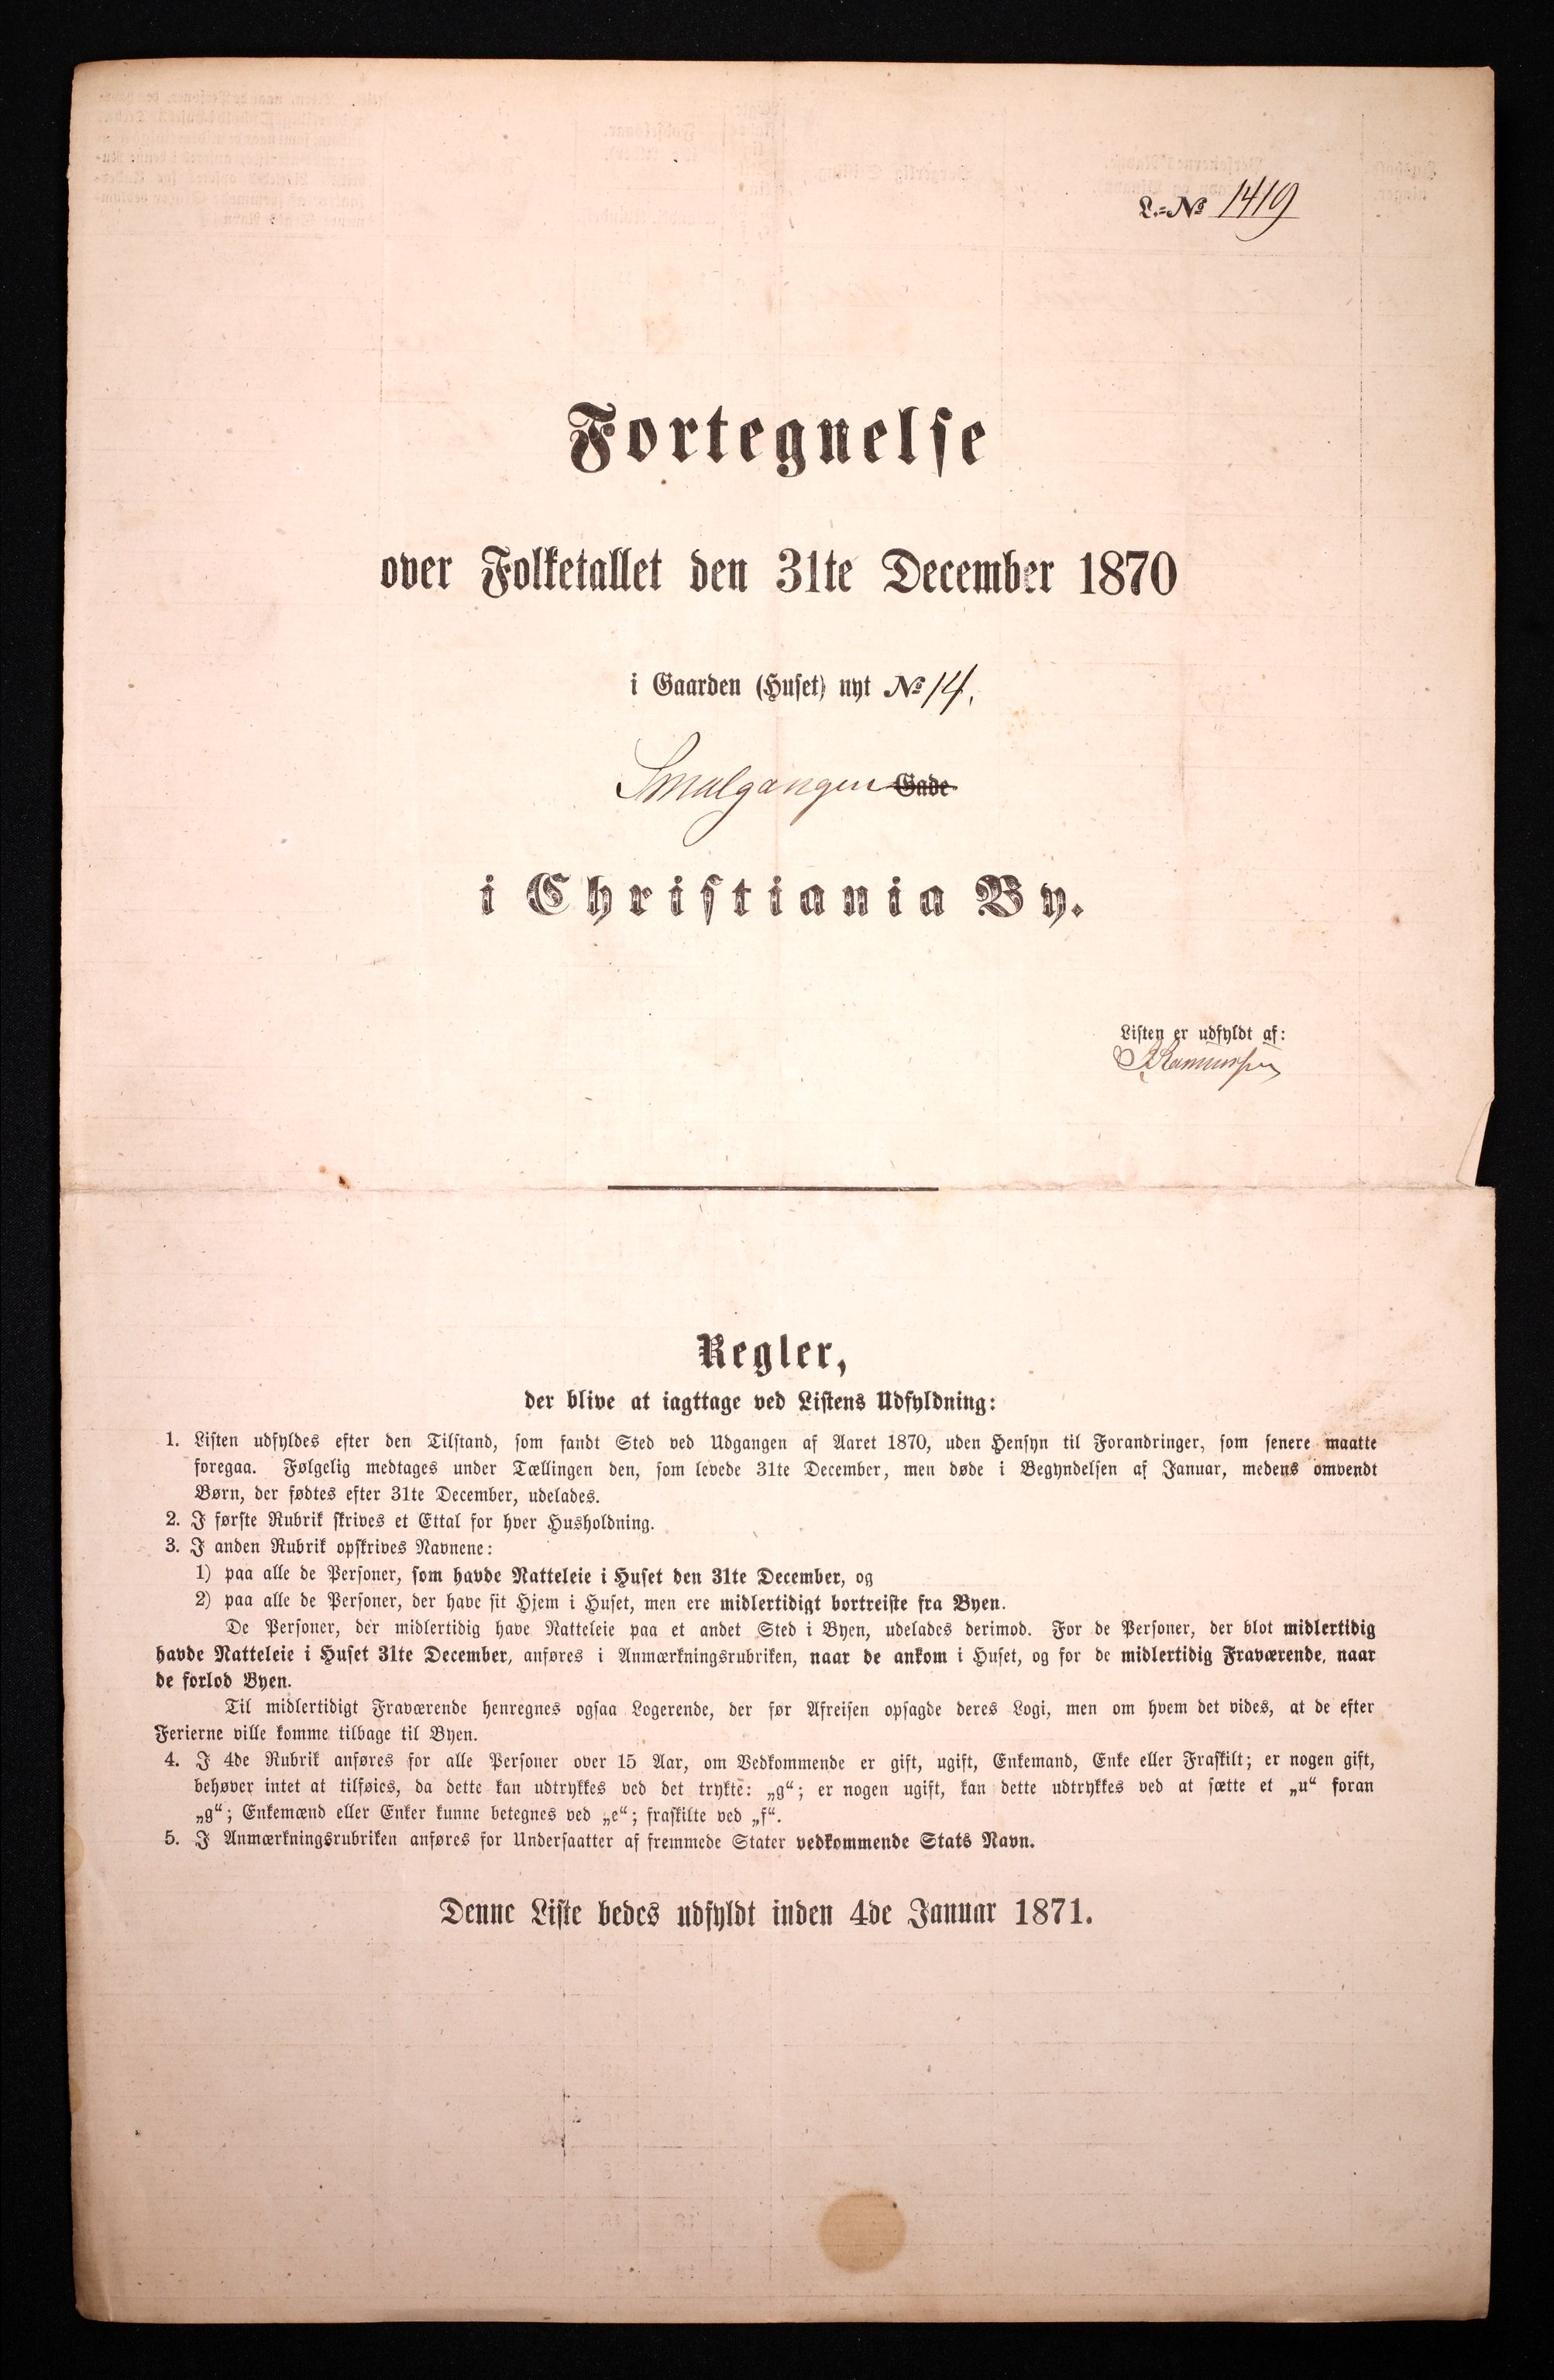 L.=№ 1419
Fortegnelse
over Folketallet den 31te December 1870
i Gaarden (Huset) nyt № 14.
Smalgangen Gade
i Christiania By.
Listen er udfyldt af:
Rasmussen
Regler,
der blive at iagttage ved Listens Udfyldning:
1. Listen udfyldes efter den Tilstand, som fandt Sted ved Udgangen af Aaret 1870, uden Hensyn til Forandringer, som senere maatte
foregaa. Følgelig medtages under Tællingen den, som levede 31te December, men døde i Begyndelsen af Januar, medens omvendt
Børn, der fødtes efter 31te December, udelades.
2. I første Rubrik skrives et Ettal for hver Husholdning.
3. I anden Rubrik opskrives Navnene:
1) paa alle de Personer, som havde Natteleie i Huset den 31te December, og
2) paa alle de Personer, der have sit Hjem i Huset, men ere midlertidigt bortreiste fra Byen.
De Personer, der midlertidig have Natteleie paa et andet Sted i Byen, udelades derimod. For de Personer, der blot midlertidig
havde Natteleie i Huset 31te December, anføres i Anmærkningsrubriken, naar de ankom i Huset, og for de midlertidig Fraværende, naar
de forlod Byen.
Til midlertidigt Fraværende henregnes ogsaa Logerende, der før Afreisen opsagde deres Logi, men om hvem det vides, at de efter
Ferierne ville komme tilbage til Byen.
4. I 4de Rubrik anføres for alle Personer over 15 Aar, om Vedkommende er gift, ugift, Enkemand, Enke eller Fraskilt; er nogen gift,
behøver intet at tilføies, da dette kan udtrykkes ved det trykte: „g“; er nogen ugift, kan dette udtrykkes ved at sætte et „u“ foran
„g“; Enkemænd eller Enker kunne betegnes ved „e“; fraskilte ved „f“.
5. I Anmærkningsrubriken anføres for Undersaatter af fremmede Stater vedkommende Stats Navn.
Denne Liste bedes udfyldt inden 4de Januar 1871.